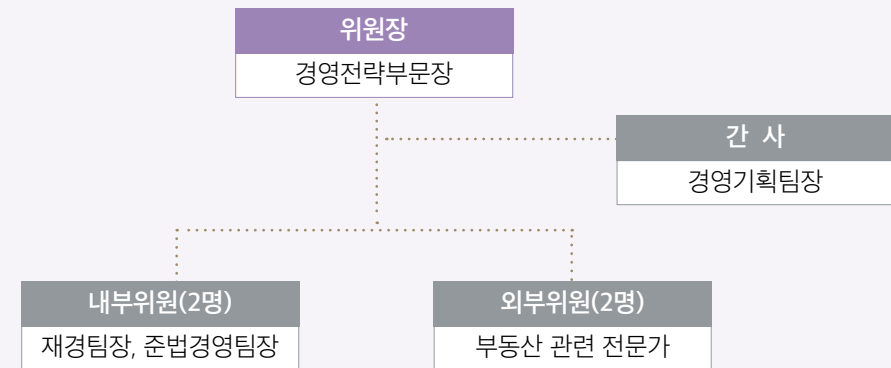 위원장
경영전략부문장
간 사
경영기획팀장
내부위원(2명)
재경팀장, 준법경영팀장
외부위원(2명)
부동산 관련 전문가